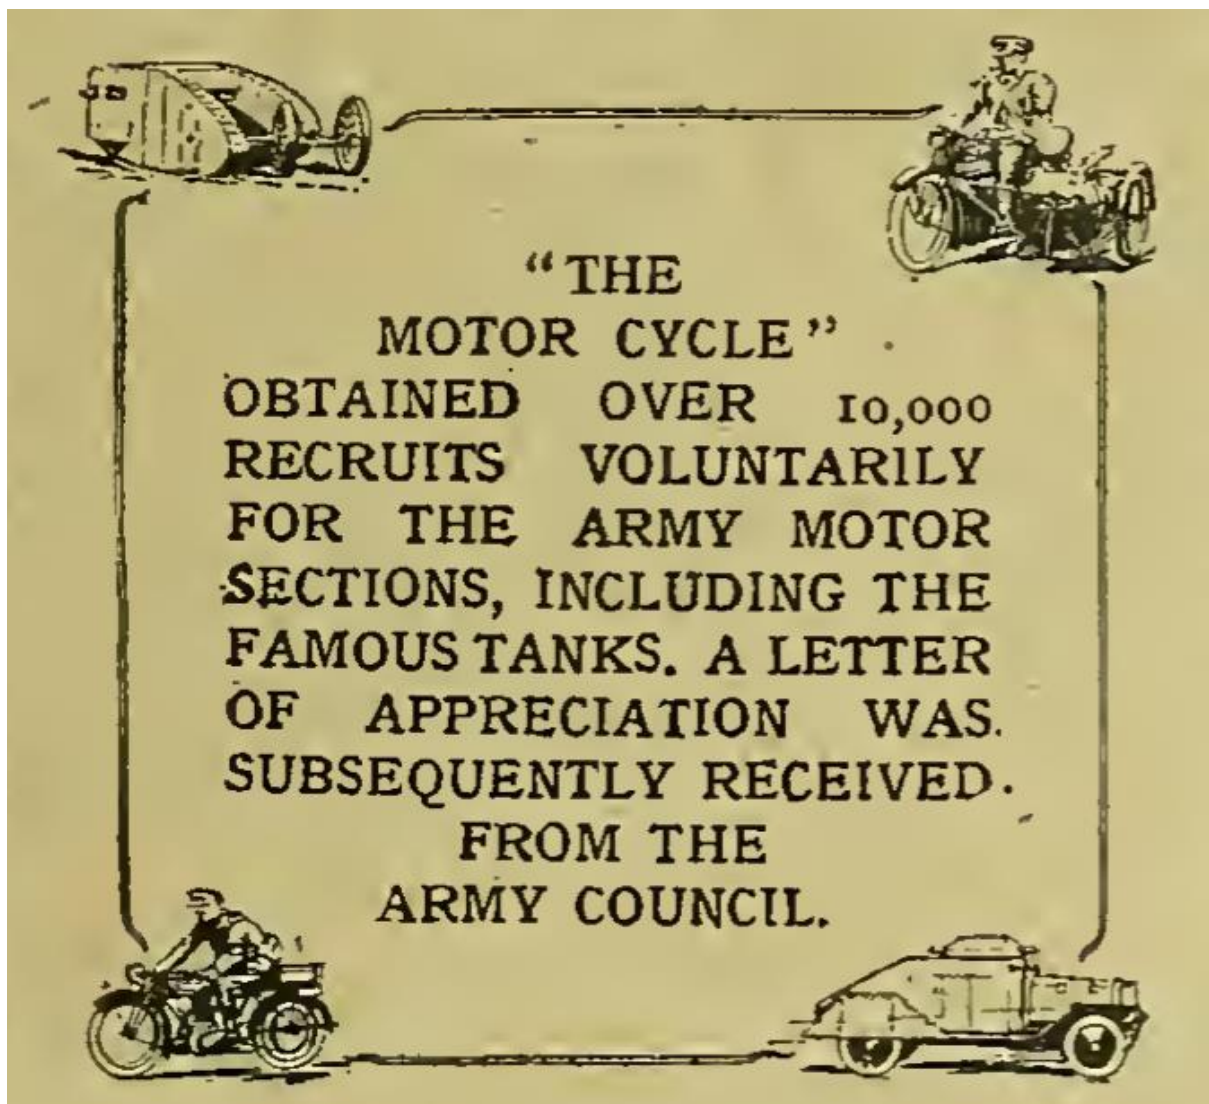 “THE
MOTOR CYCLE”
OBTAINED OVER 10,000
RECRUITS VOLUNTARILY
FOR THE ARMY MOTOR
SECTIONS, INCLUDING THE
FAMOUS TANKS. A LETTER
OF APPRECIATION WAS
SUBSEQUENTLY RECEIVED
FROM THE
ARMY COUNCIL.